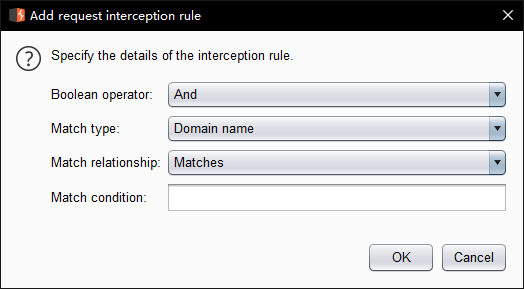 Add request interception rule
Specify the details of the interception rule.
Boolean operator: And
Match type: Domain name
Match relationship: Matches
Match condition:
OK Cancel